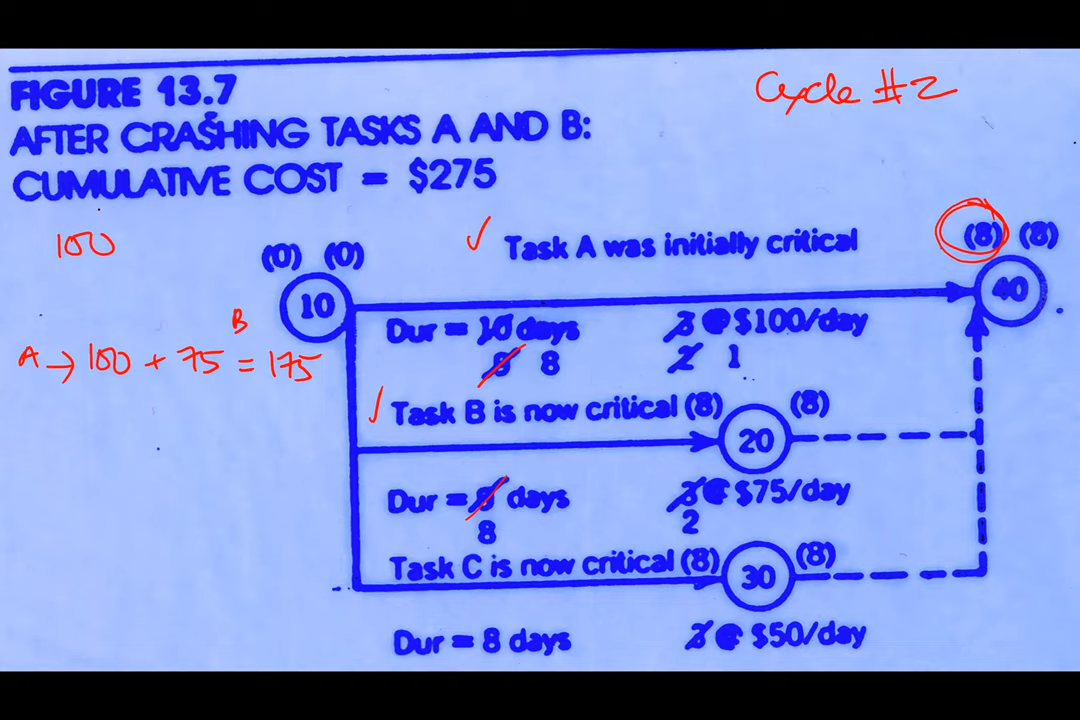 Cycle #2
FIGURE 13.7
AFTER CRASHING TASKS A AND B:
CUMULATIVE COST = $275
100
(0) (0)
Task A was initially critical
(8) (8)
10
40
Dur = 10 days 3 @ $100/day
9 8 2 1
B
A → 100 + 75 = 175
Task B is now critical (8) (8)
20
Dur = 9 days 3 @ $75/day
8 2
Task C is now critical (8) (8)
30
Dur = 8 days 3 @ $50/day